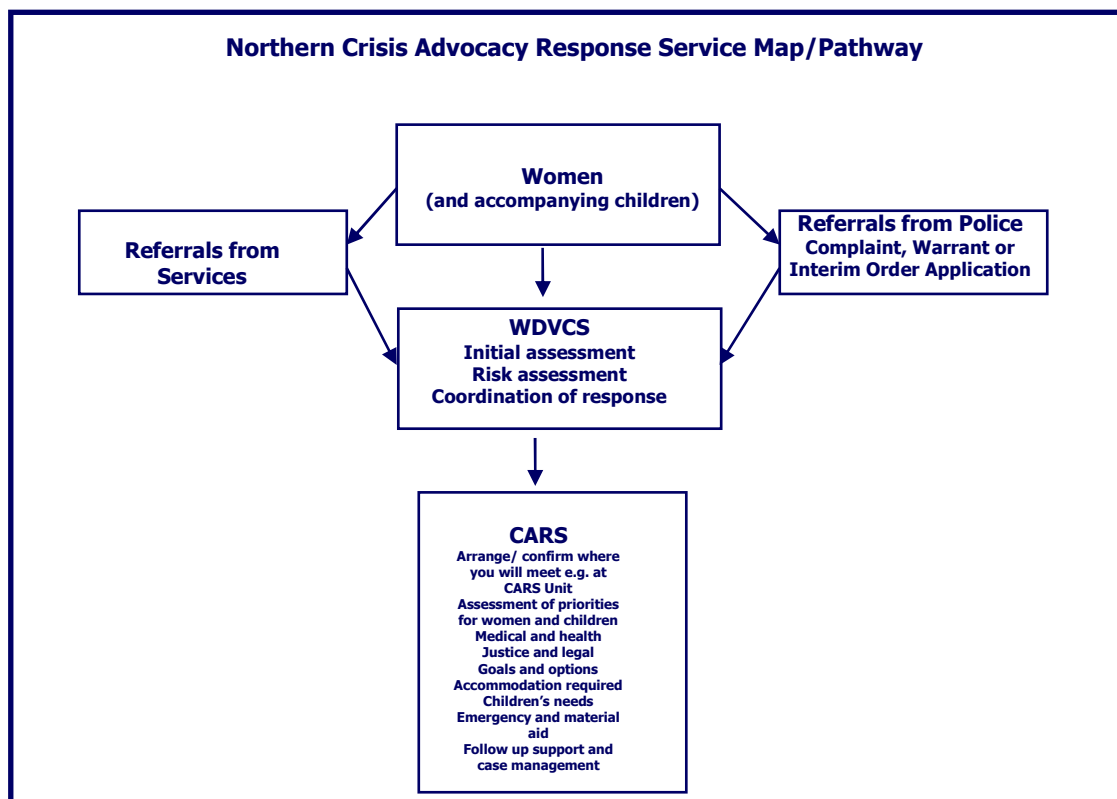 Northern Crisis Advocacy Response Service Map/Pathway
Women
(and accompanying children)
Referrals from
Services
Referrals from Police
Complaint, Warrant or
Interim Order Application
WDVCS
Initial assessment
Risk assessment
Coordination of response
CARS
Arrange/ confirm where
you will meet e.g. at
CARS Unit
Assessment of priorities
for women and children
Medical and health
Justice and legal
Goals and options
Accommodation required
Children’s needs
Emergency and material
aid
Follow up support and
case management